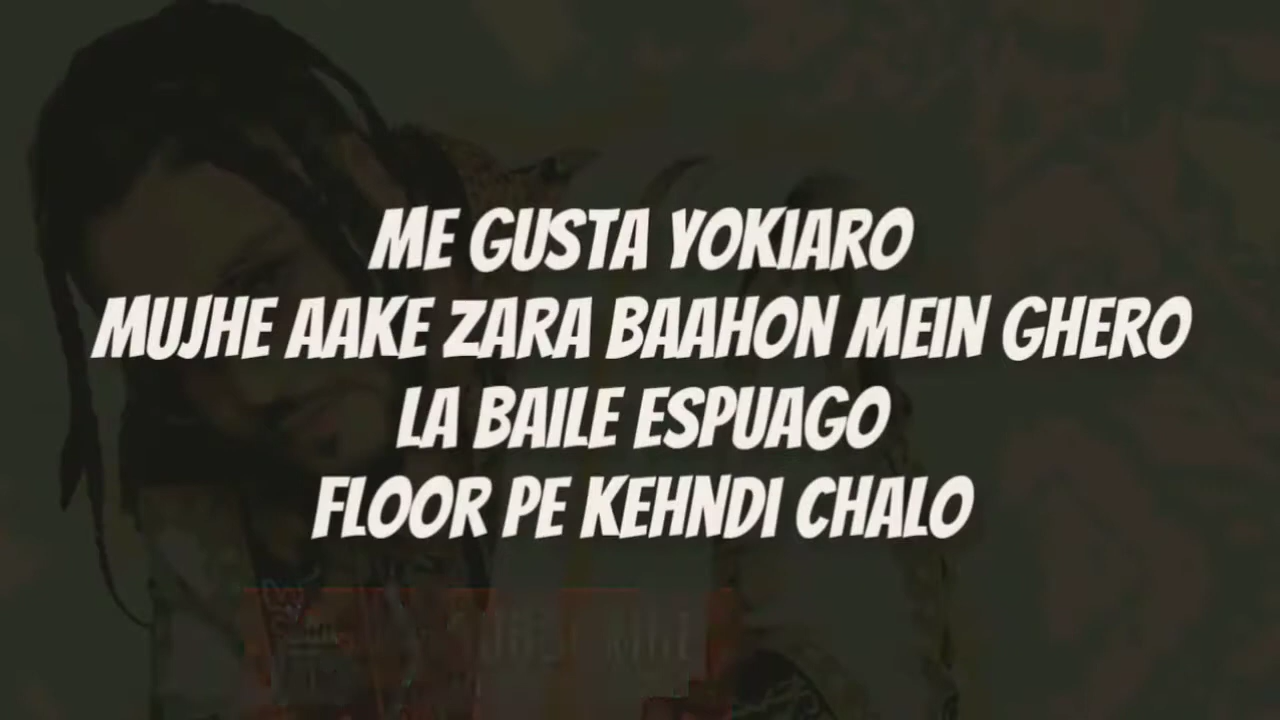 ME GUSTA YOKIARO
MUJHE AAKE ZARA BAAHON MEIN GHERO
LA BAILE ESPUAGO
FLOOR PE KEHNDI CHALO